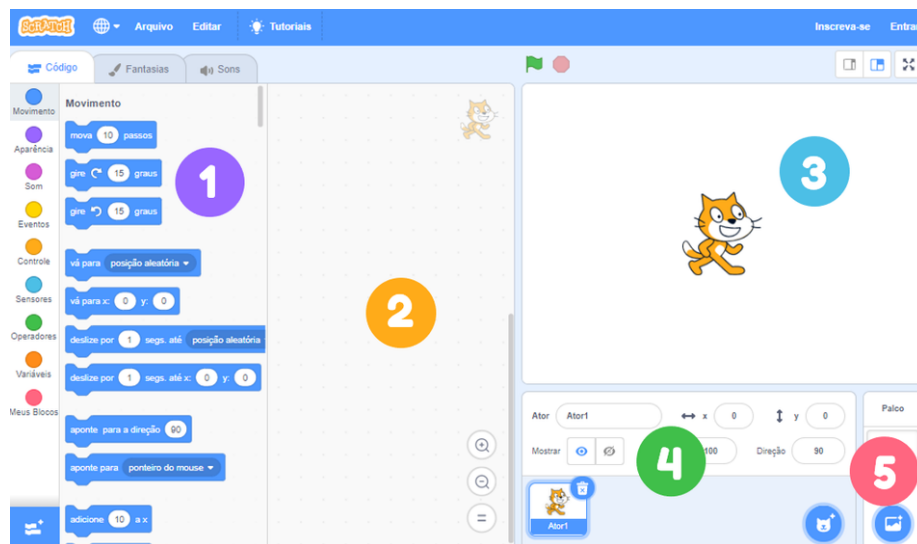 SCRATCH Arquivo Editar Tutoriais Inscreva-se Entrar
Código Fantasias Sons
Movimento
Aparência
Som
Eventos
Controle
Sensores
Operadores
Variáveis
Meus Blocos
Movimento
mova 10 passos
gire 15 graus
gire 15 graus
vá para posição aleatória
vá para x: 0 y: 0
deslize por 1 segs. até posição aleatória
deslize por 1 segs. até x: 0 y: 0
aponte para a direção 90
aponte para ponteiro do mouse
adicione 10 a x
1
2
3
Ator Ator1 x 0 y 0
Mostrar 100 Direção 90
4
Ator1
Palco
5